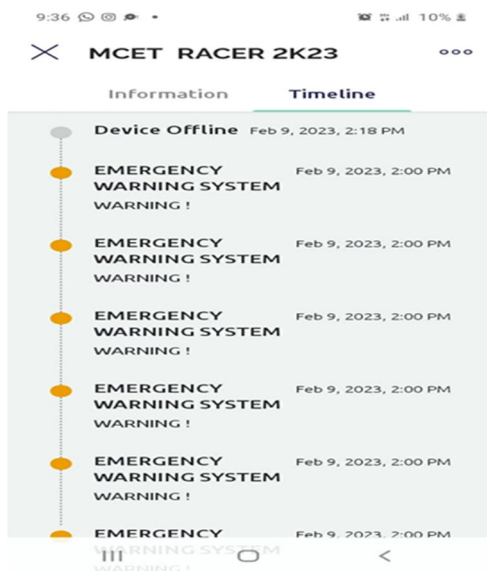 9:36
10%
MCET RACER 2K23
Information Timeline
Device Offline Feb 9, 2023, 2:18 PM
EMERGENCY Feb 9, 2023, 2:00 PM
WARNING SYSTEM
WARNING !
EMERGENCY Feb 9, 2023, 2:00 PM
WARNING SYSTEM
WARNING !
EMERGENCY Feb 9, 2023, 2:00 PM
WARNING SYSTEM
WARNING !
EMERGENCY Feb 9, 2023, 2:00 PM
WARNING SYSTEM
WARNING !
EMERGENCY Feb 9, 2023, 2:00 PM
WARNING SYSTEM
WARNING !
EMERGENCY Feb 9, 2023, 2:00 PM
WARNING SYSTEM
WARNING !